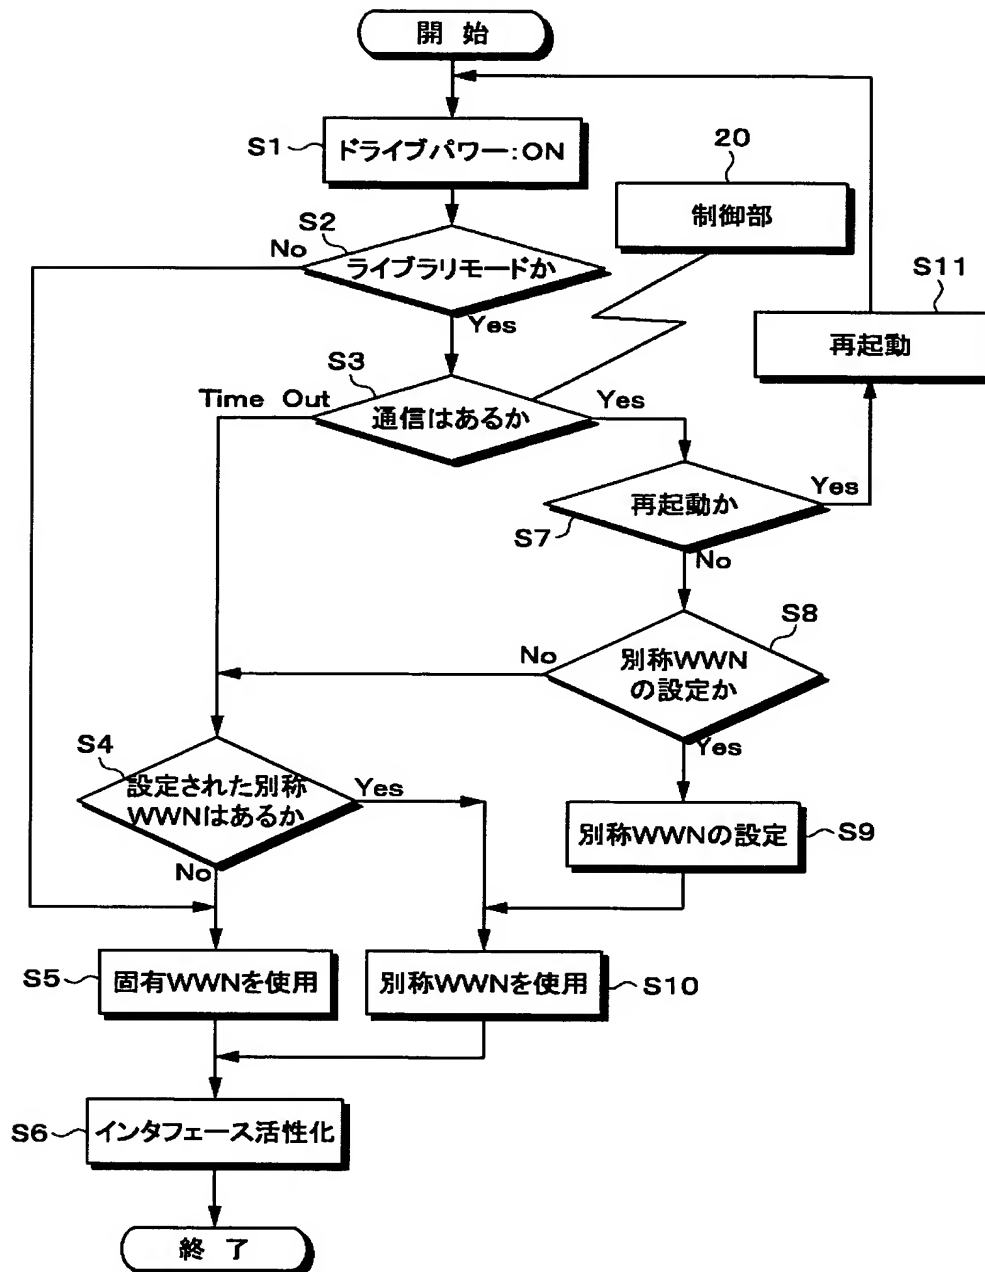 開 始
S1
ドライブパワー:ON
20
制御部
S2
No
ライブラリモードか
Yes
S11
再起動
S3
Time Out
通信はあるか
Yes
再起動か
Yes
S7
No
S8
No
別称WWN
の設定か
Yes
S4
設定された別称
WWNはあるか
Yes
No
別称WWNの設定
S9
S5
固有WWNを使用
別称WWNを使用
S10
S6
インタフェース活性化
終 了